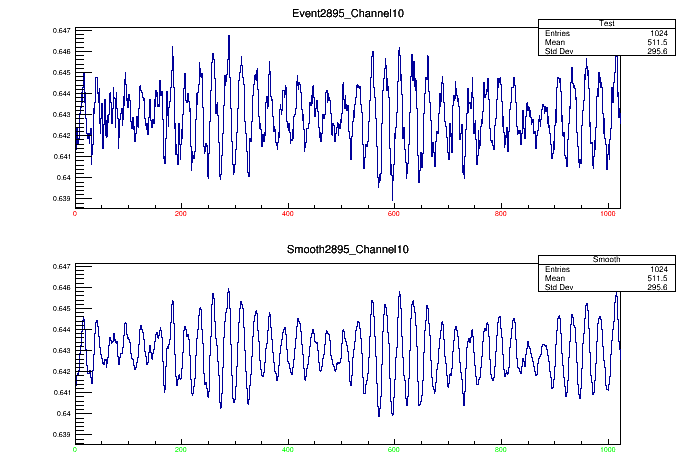 Event2895_Channel10
Test
Entries 1024
Mean 511.5
Std Dev 295.6
0.647
0.646
0.645
0.644
0.643
0.642
0.641
0.64
0.639
0 200 400 600 800 1000
Smooth2895_Channel10
Smooth
Entries 1024
Mean 511.5
Std Dev 295.6
0.647
0.646
0.645
0.644
0.643
0.642
0.641
0.64
0.639
0 200 400 600 800 1000